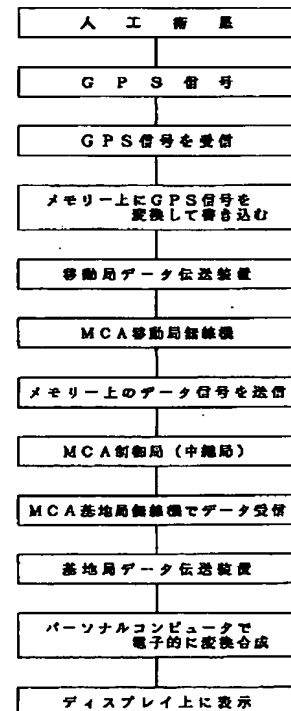 人工衛星
GPS信号
GPS信号を受信
メモリー上にGPS信号を
変換して書き込む
移動局データ伝送装置
MCA移動局無線機
メモリー上のデータ信号を送信
MCA制御局(中継局)
MCA基地局無線機でデータ受信
基地局データ伝送装置
パーソナルコンピュータで
電子的に変換合成
ディスプレイ上に表示